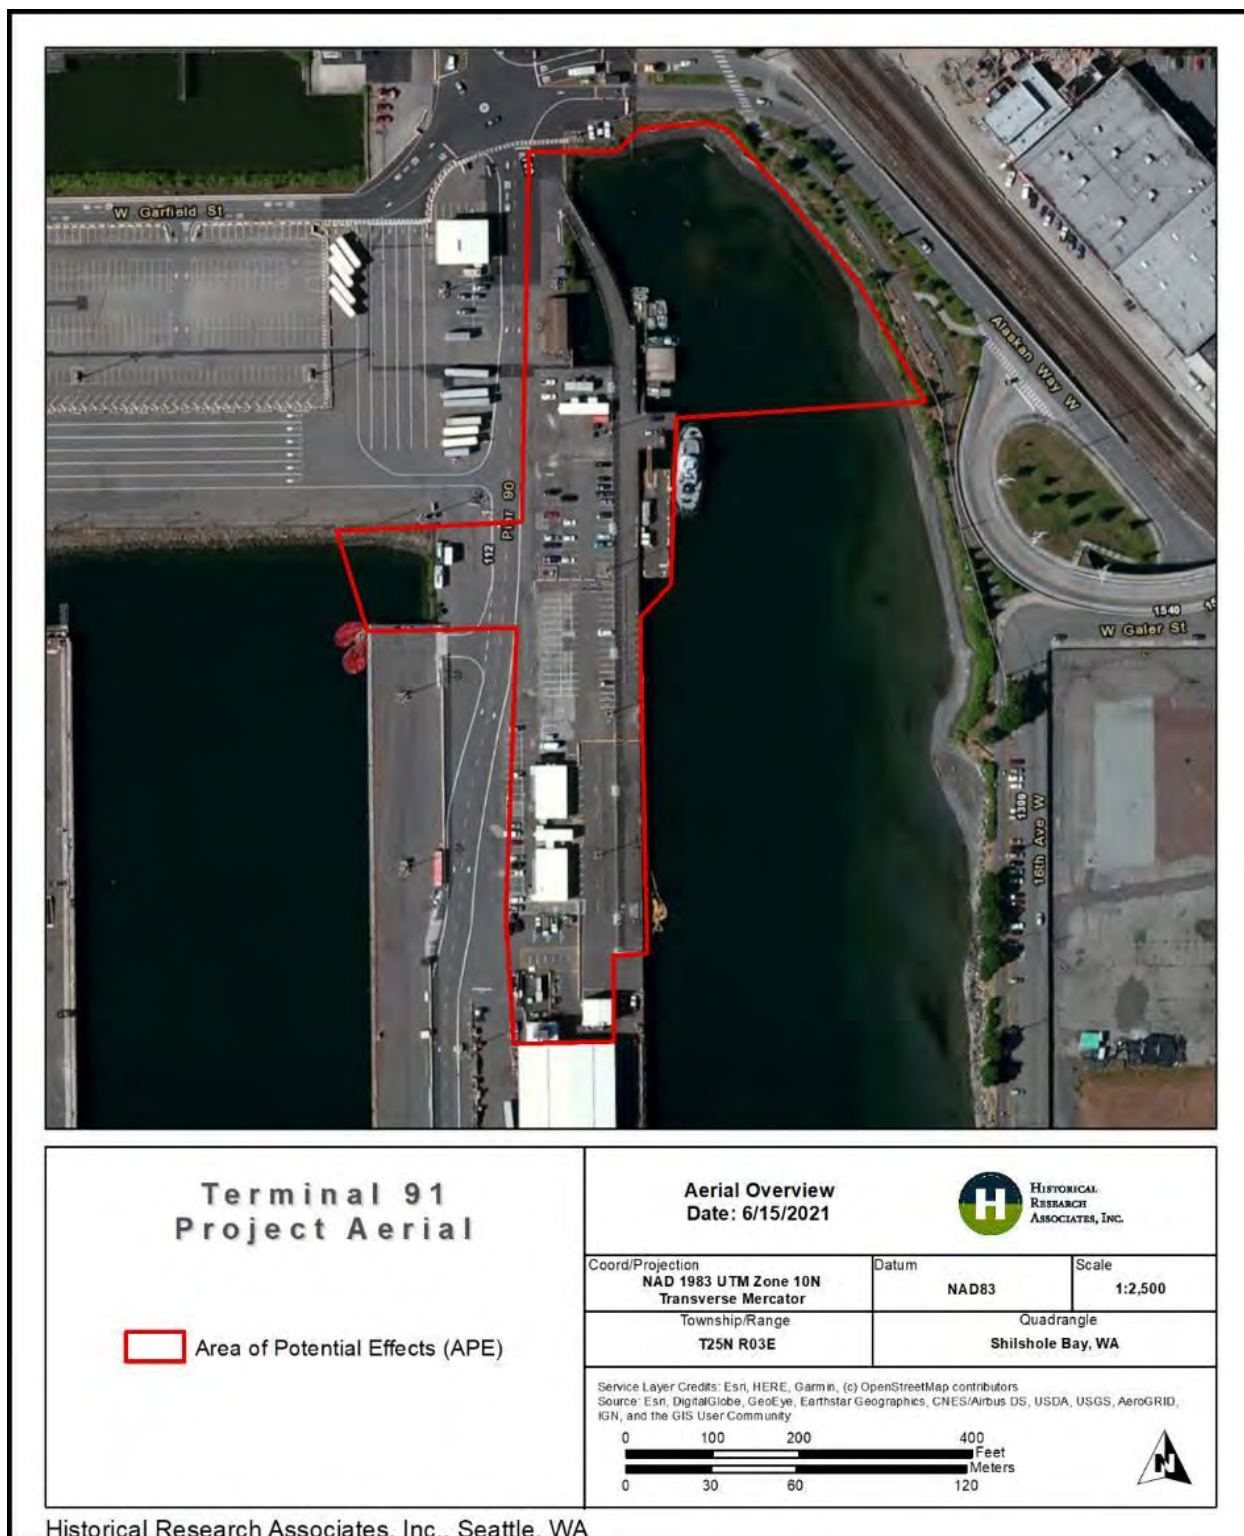 W Garfield St
Alaskan Way W
Pier 90
112
1540
W Galer St
1399
16th Ave W
Terminal 91
Project Aerial
Area of Potential Effects (APE)
Aerial Overview
Date: 6/15/2021
H
HISTORICAL
RESEARCH
ASSOCIATES, INC.
Coord/Projection
NAD 1983 UTM Zone 10N
Transverse Mercator
Datum
NAD83
Scale
1:2,500
Township/Range
T25N R03E
Quadrangle
Shilshole Bay, WA
Service Layer Credits: Esri, HERE, Garmin, (c) OpenStreetMap contributors
Source: Esri, DigitalGlobe, GeoEye, Earthstar Geographics, CNES/Airbus DS, USDA, USGS, AeroGRID,
IGN, and the GIS User Community
0 100 200 400
Feet
Meters
0 30 60 120
N
Historical Research Associates, Inc., Seattle, WA